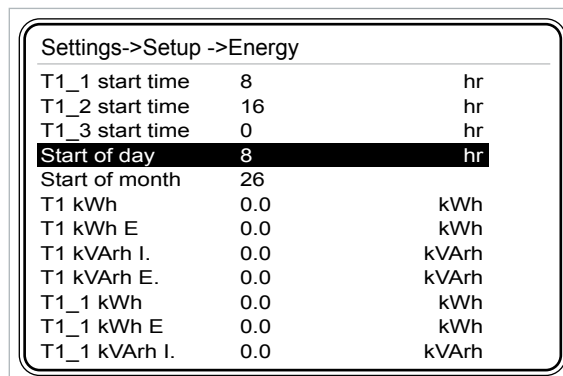 Settings->Setup ->Energy
T1_1 start time 8 hr
T1_2 start time 16 hr
T1_3 start time 0 hr
Start of day 8 hr
Start of month 26
T1 kWh 0.0 kWh
T1 kWh E 0.0 kWh
T1 kVArh I. 0.0 kVArh
T1 kVArh E. 0.0 kVArh
T1_1 kWh 0.0 kWh
T1_1 kWh E 0.0 kWh
T1_1 kVArh I. 0.0 kVArh